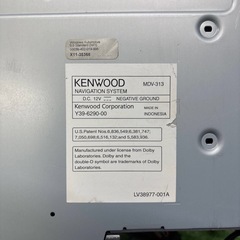 E11-38384
KENWOOD
MDV-313
NAVIGATION SYSTEM
D.C. 12V NEGATIVE GROUND
Kenwood Corporation
MADE IN
Y39-6290-00
INDONESIA
U.S.Patent Nos.6,836,549;6,381,747;
7,050,698;6,516,132;and 5,583,936.
Manufactured under license from Dolby
Laboratories. Dolby and the
double-D symbol are trademarks of Dolby
Laboratories.
LV38977-001A